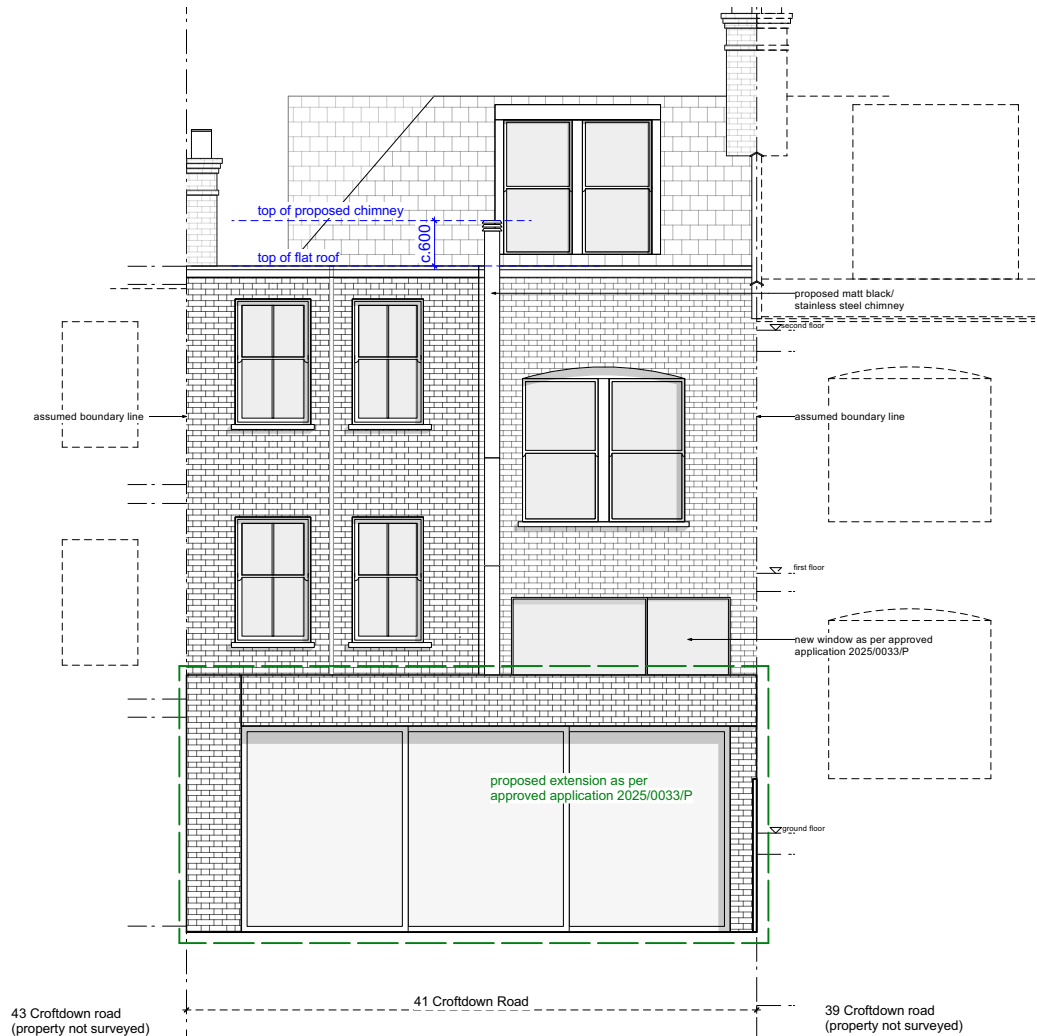 top of proposed chimney
c.600
top of flat roof
proposed matt black/
stainless steel chimney
second floor
assumed boundary line
assumed boundary line
first floor
new window as per approved
application 2025/0033/P
proposed extension as per
approved application 2025/0033/P
ground floor
41 Croftdown Road
43 Croftdown road
(property not surveyed)
39 Croftdown road
(property not surveyed)